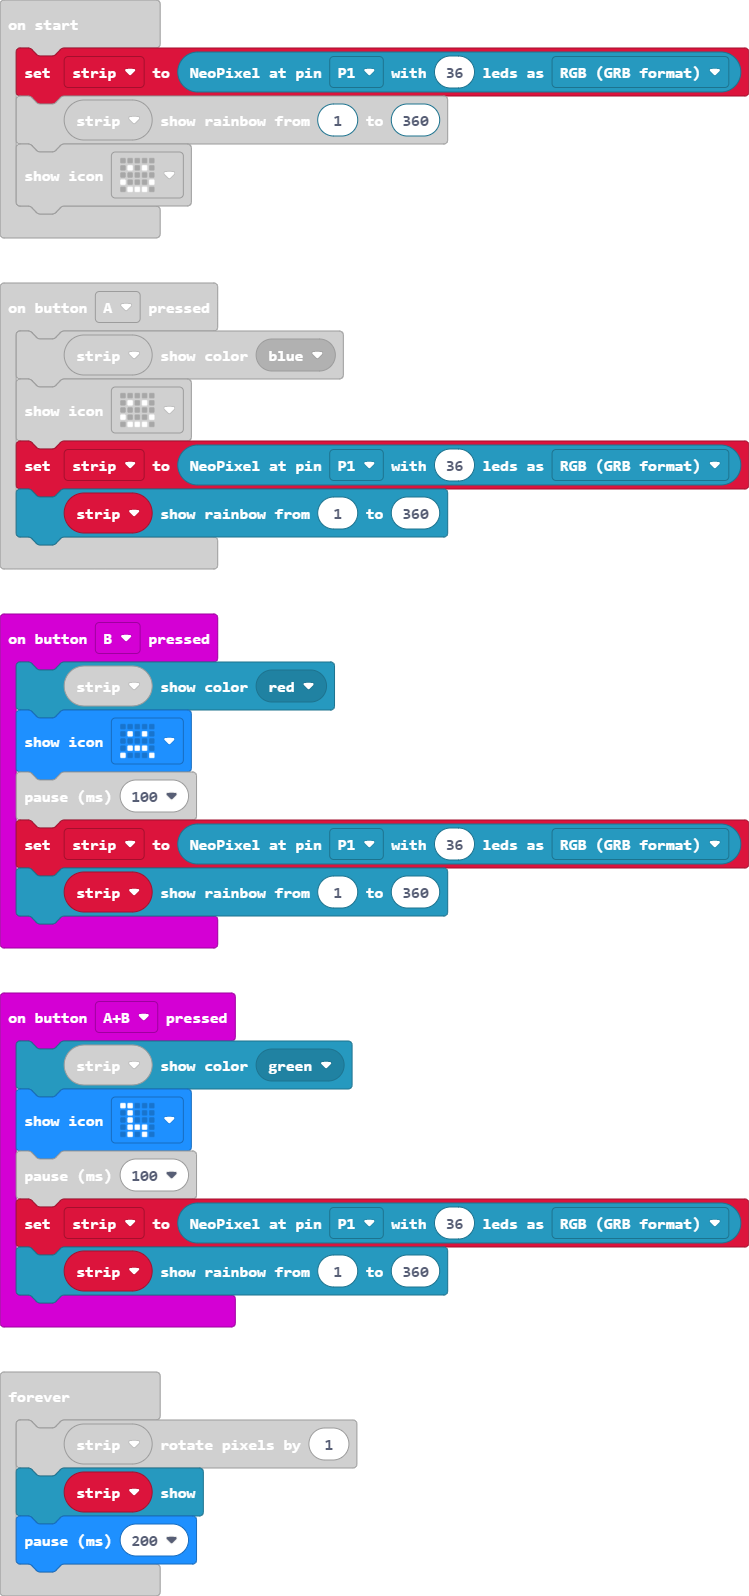 on start
set strip to NeoPixel at pin P1 with 36 leds as RGB (GRB format)
strip show rainbow from 1 to 360
show icon
on button A pressed
strip show color blue
show icon
set strip to NeoPixel at pin P1 with 36 leds as RGB (GRB format)
strip show rainbow from 1 to 360
on button B pressed
strip show color red
show icon
pause (ms) 100
set strip to NeoPixel at pin P1 with 36 leds as RGB (GRB format)
strip show rainbow from 1 to 360
on button A+B pressed
strip show color green
show icon
pause (ms) 100
set strip to NeoPixel at pin P1 with 36 leds as RGB (GRB format)
strip show rainbow from 1 to 360
forever
strip rotate pixels by 1
strip show
pause (ms) 200